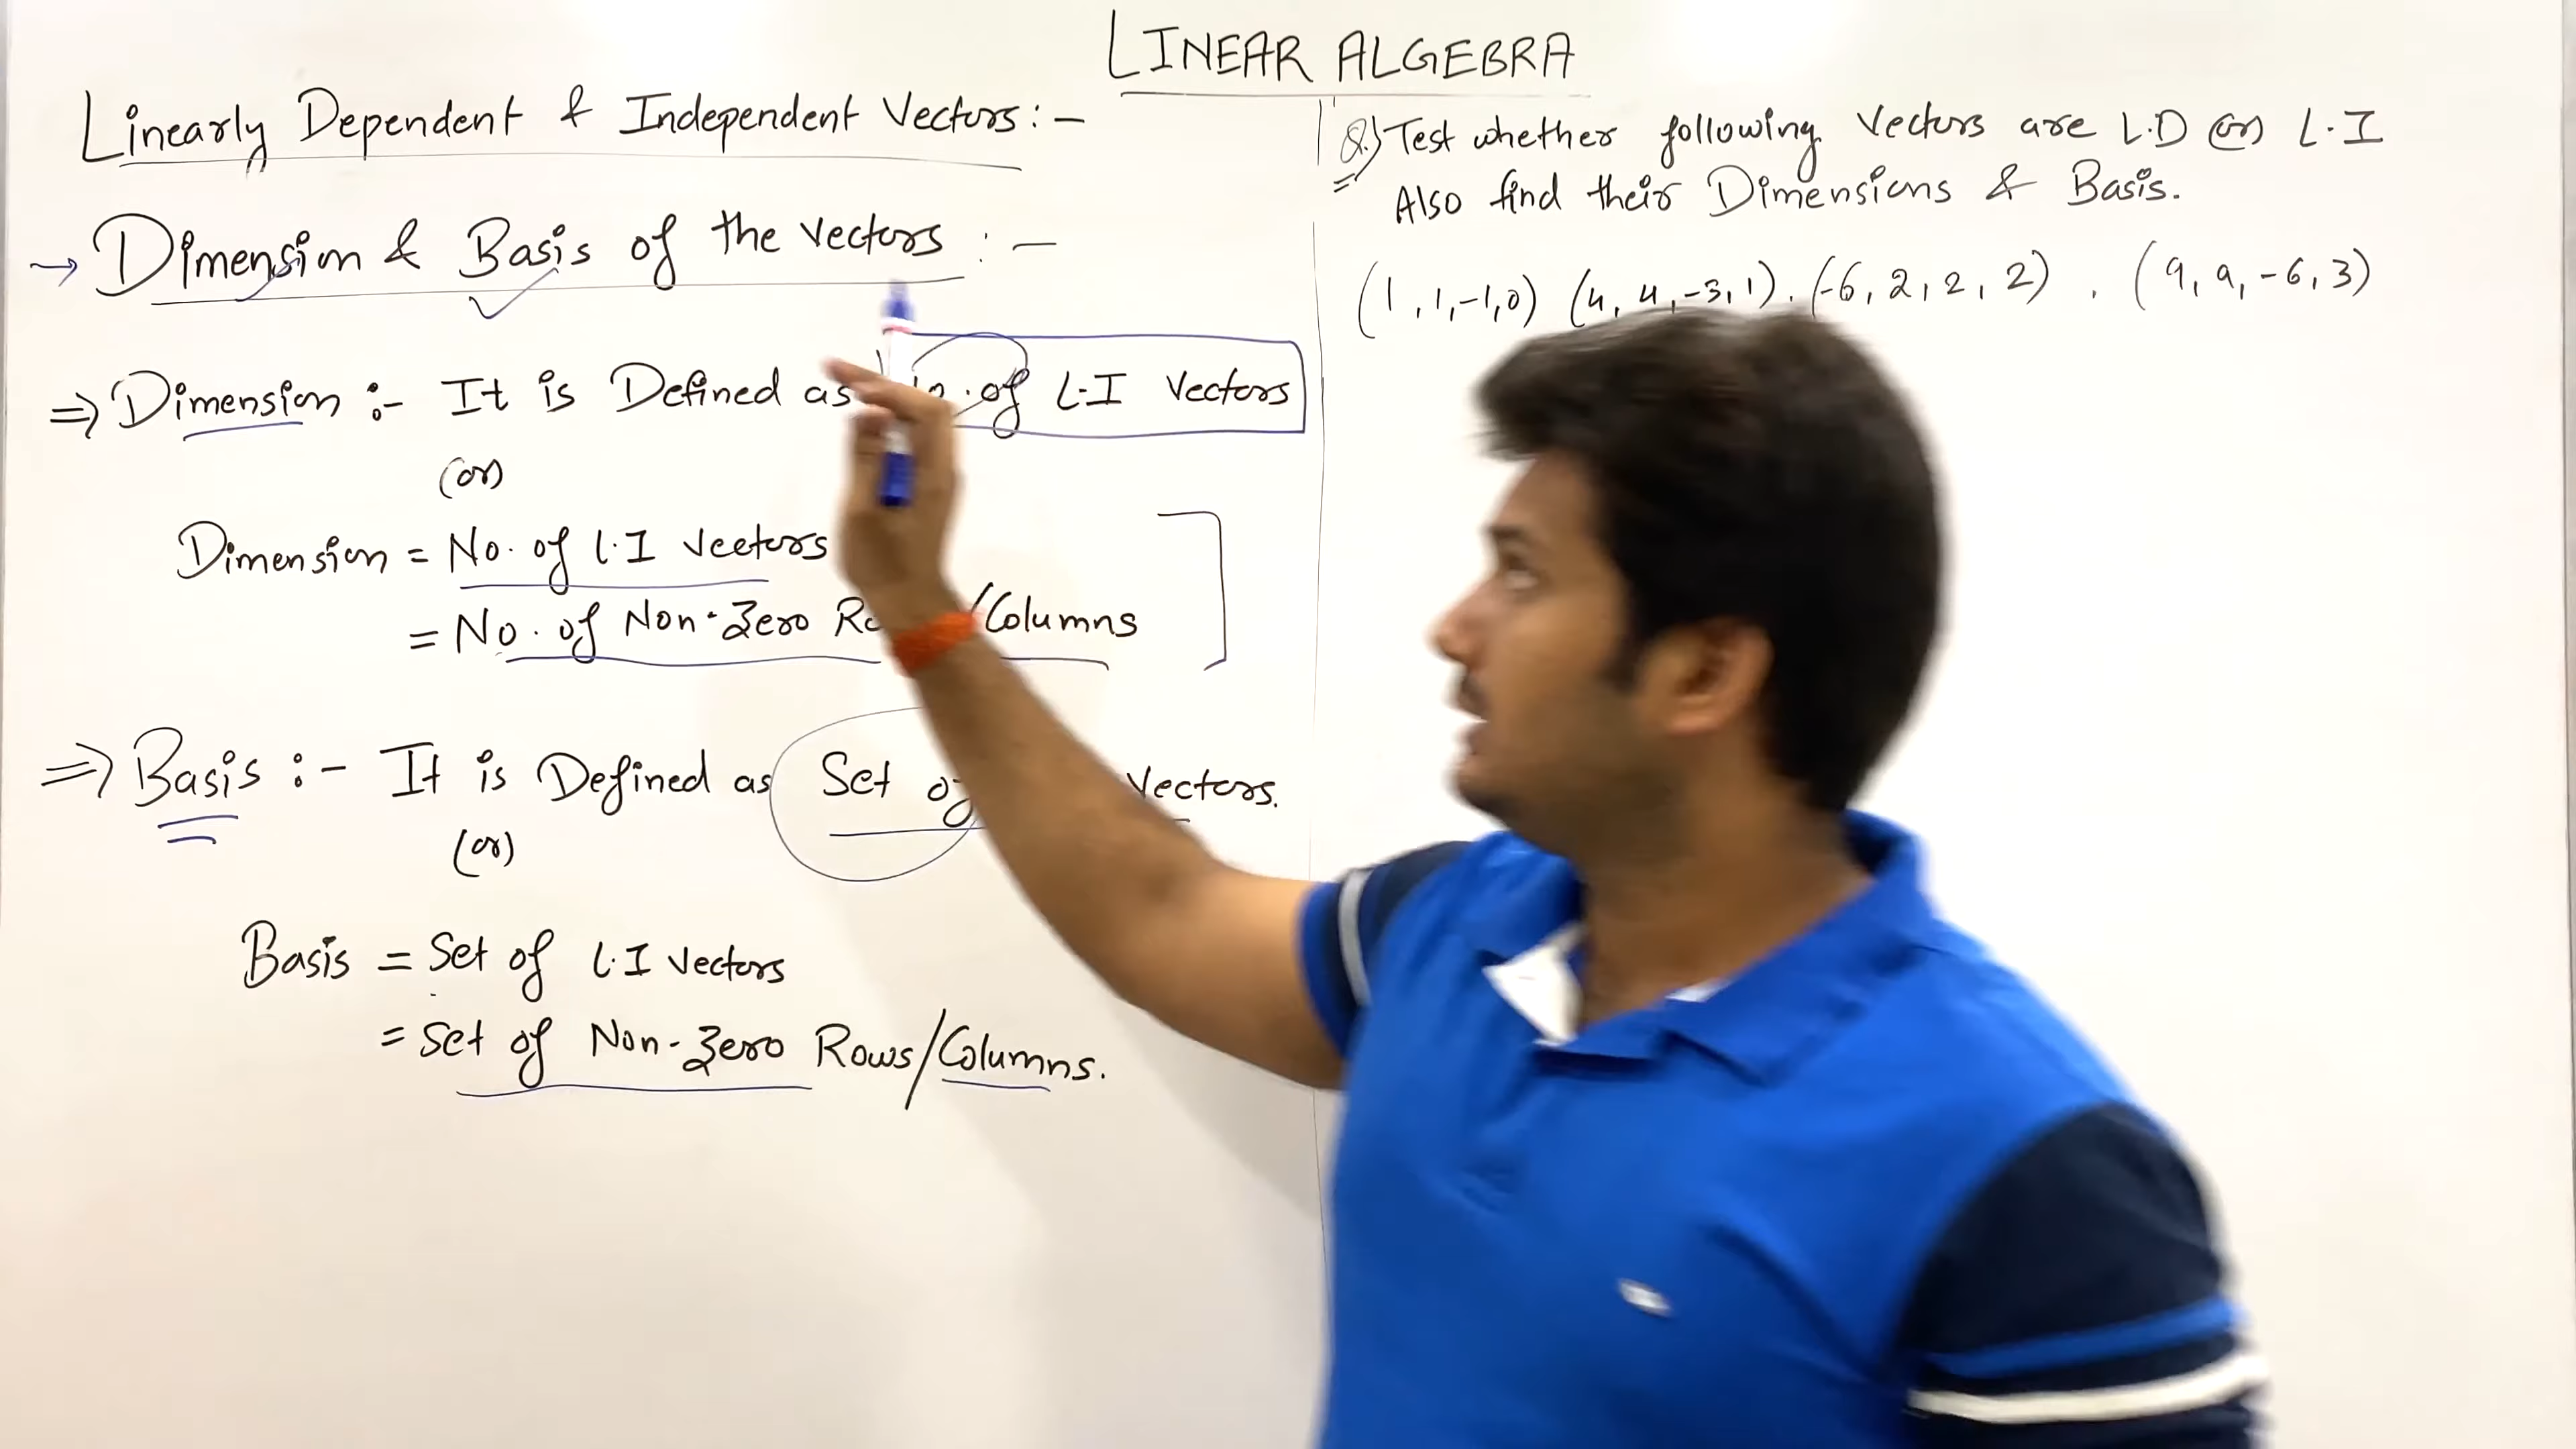 LINEAR ALGEBRA
Linearly Dependent & Independent Vectors:-
→ Dimension & Basis of the vectors :-
⇒ Dimension :- It is Defined as No. of L.I Vectors
(or)
Dimension = No. of L.I Vectors
= No. of Non-Zero /Columns
⇒ Basis :- It is Defined as Set of Vectors.
(or)
Basis = Set of L.I Vectors
= Set of Non-Zero Rows/Columns.
Q.) Test whether following Vectors are L.D (or) L.I
Also find their Dimensions & Basis.
(1,1,-1,0) (4,4,-3,1). (-6,2,2,2). (9,9,-6,3)